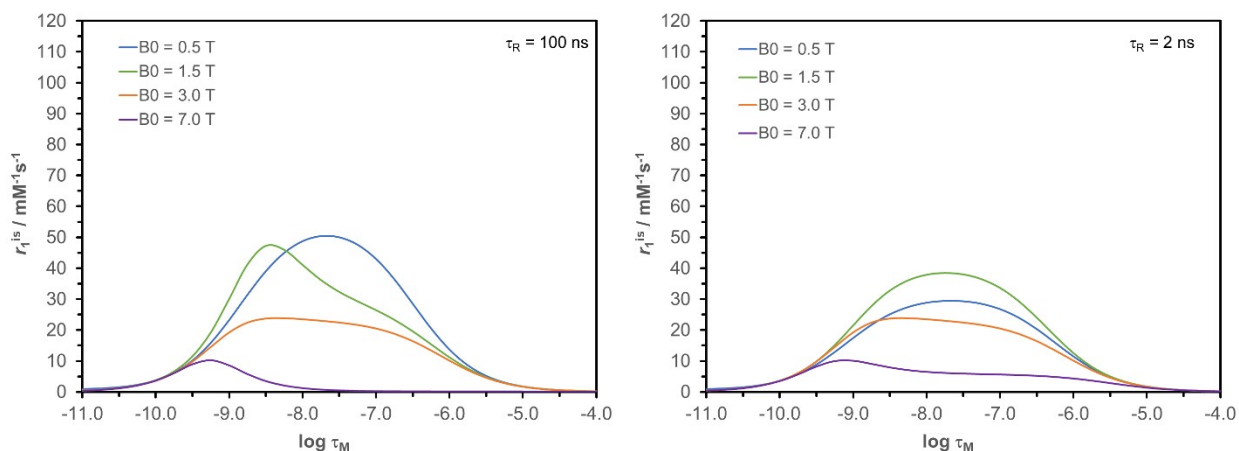 120
110
100
90
80
70
60
50
40
30
20
10
0
r₁ⁱˢ / mM⁻¹s⁻¹
B0 = 0.5 T
B0 = 1.5 T
B0 = 3.0 T
B0 = 7.0 T
τR = 100 ns
-11.0 -10.0 -9.0 -8.0 -7.0 -6.0 -5.0 -4.0
log τM
120
110
100
90
80
70
60
50
40
30
20
10
0
r₁ⁱˢ / mM⁻¹s⁻¹
B0 = 0.5 T
B0 = 1.5 T
B0 = 3.0 T
B0 = 7.0 T
τR = 2 ns
-11.0 -10.0 -9.0 -8.0 -7.0 -6.0 -5.0 -4.0
log τM